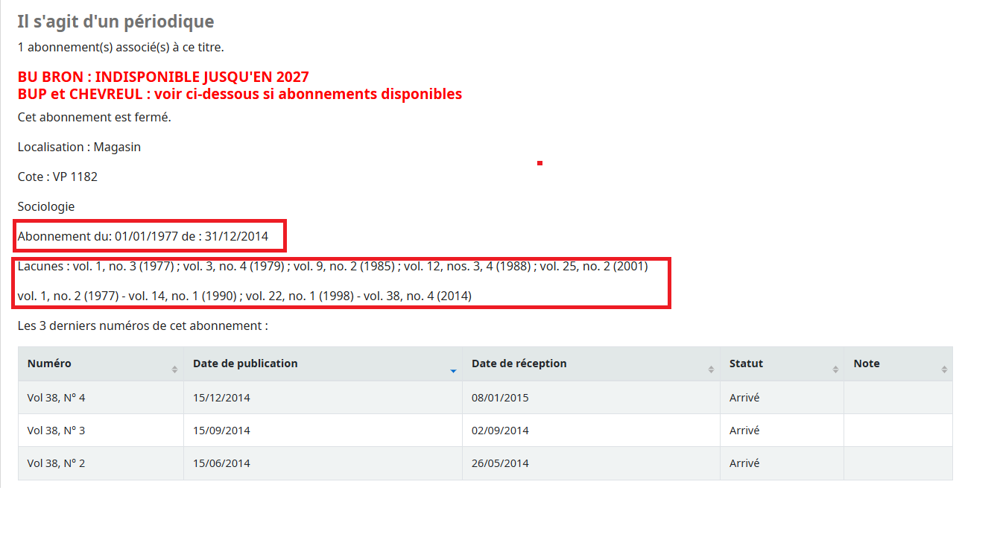 Il s'agit d'un périodique
1 abonnement(s) associé(s) à ce titre.
BU BRON : INDISPONIBLE JUSQU'EN 2027
BUP et CHEVREUL : voir ci-dessous si abonnements disponibles
Cet abonnement est fermé.
Localisation : Magasin
Cote : VP 1182
Sociologie
Abonnement du: 01/01/1977 de : 31/12/2014
Lacunes : vol. 1, no. 3 (1977) ; vol. 3, no. 4 (1979) ; vol. 9, no. 2 (1985) ; vol. 12, nos. 3, 4 (1988) ; vol. 25, no. 2 (2001)
vol. 1, no. 2 (1977) - vol. 14, no. 1 (1990) ; vol. 22, no. 1 (1998) - vol. 38, no. 4 (2014)
Les 3 derniers numéros de cet abonnement :
Numéro Date de publication Date de réception Statut Note
Vol 38, N° 4 15/12/2014 08/01/2015 Arrivé
Vol 38, N° 3 15/09/2014 02/09/2014 Arrivé
Vol 38, N° 2 15/06/2014 26/05/2014 Arrivé